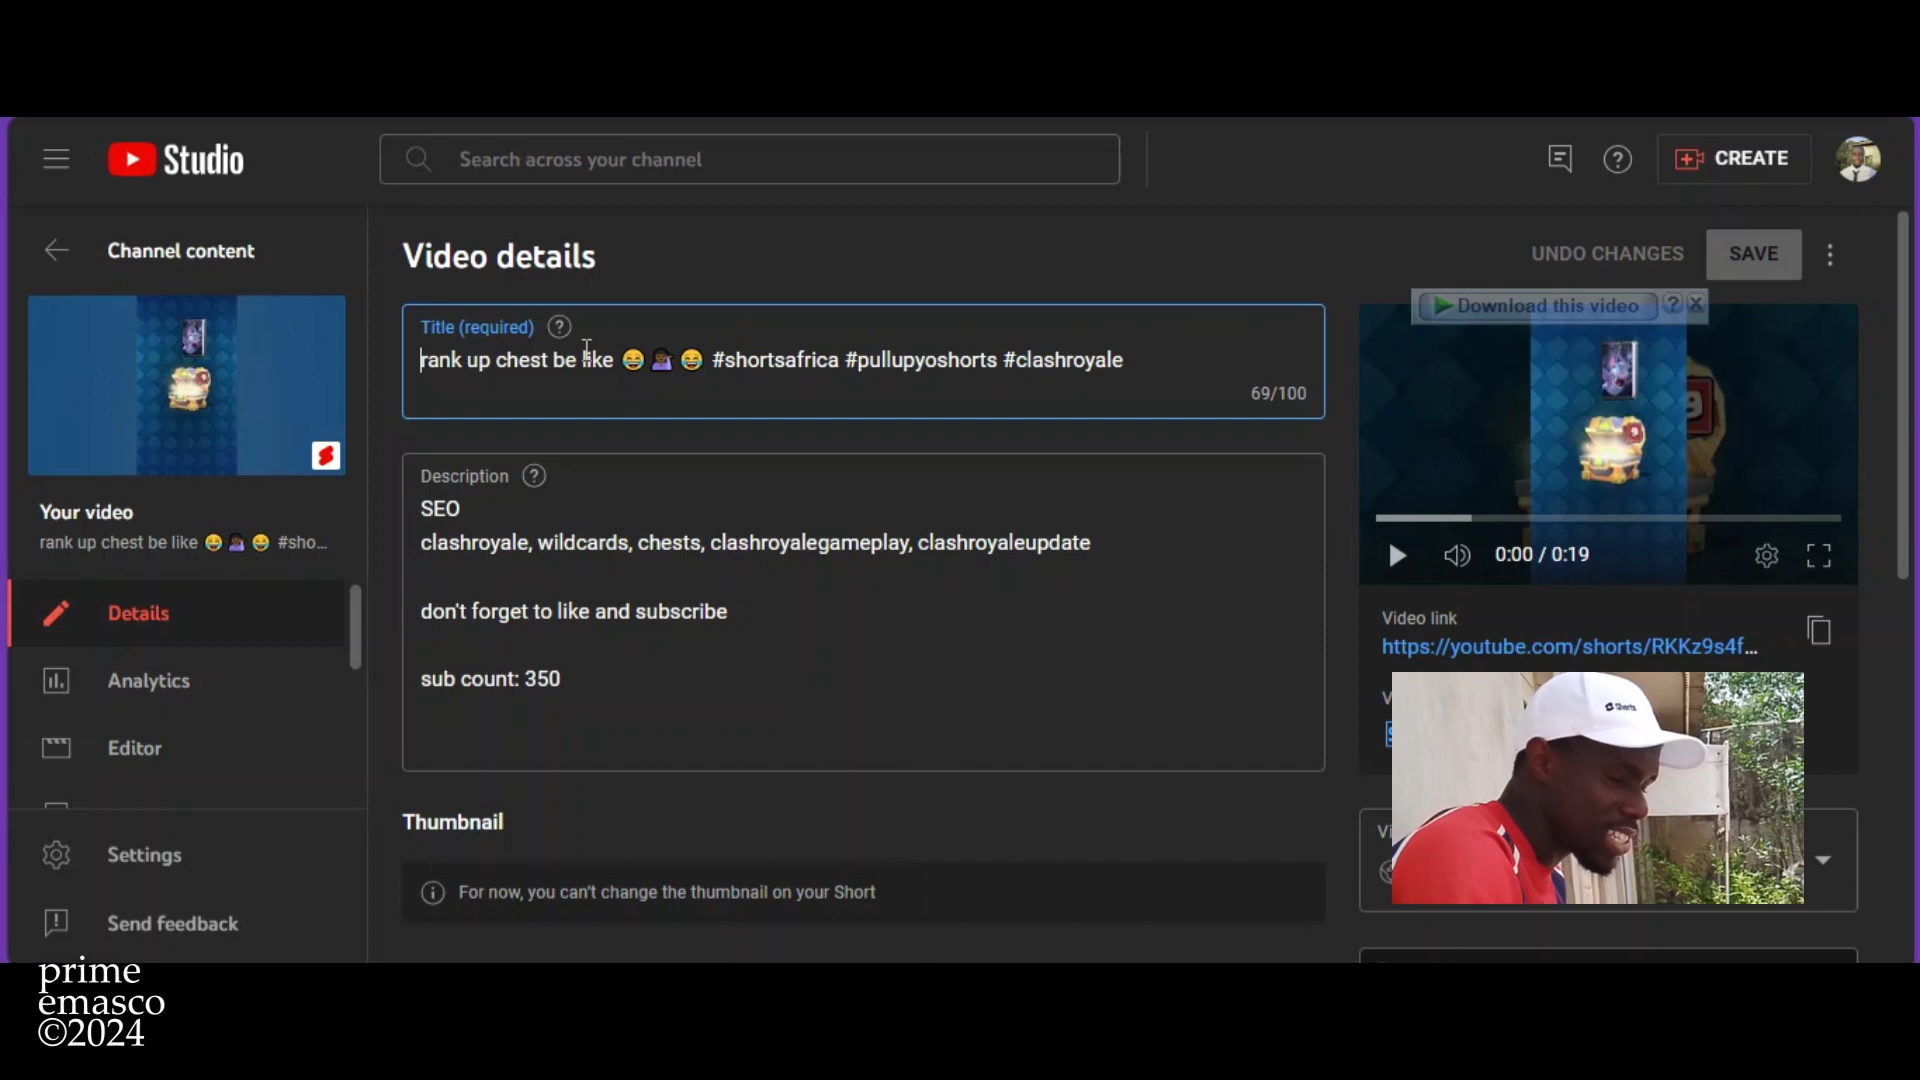 Studio
Search across your channel
CREATE
Channel content
Video details
UNDO CHANGES
SAVE
Download this video
Title (required)
rank up chest be like 😂🤷🏿‍♀️😂 #shortsafrica #pullupyoshorts #clashroyale
69/100
Description
SEO
clashroyale, wildcards, chests, clashroyalegameplay, clashroyaleupdate
don't forget to like and subscribe
sub count: 350
Your video
rank up chest be like 😂🤷🏿‍♀️😂 #sho...
Details
Analytics
Editor
Settings
Send feedback
0:00 / 0:19
Video link
https://youtube.com/shorts/RKKz9s4f...
Shorts
Thumbnail
For now, you can't change the thumbnail on your Short
prime
emasco
©2024